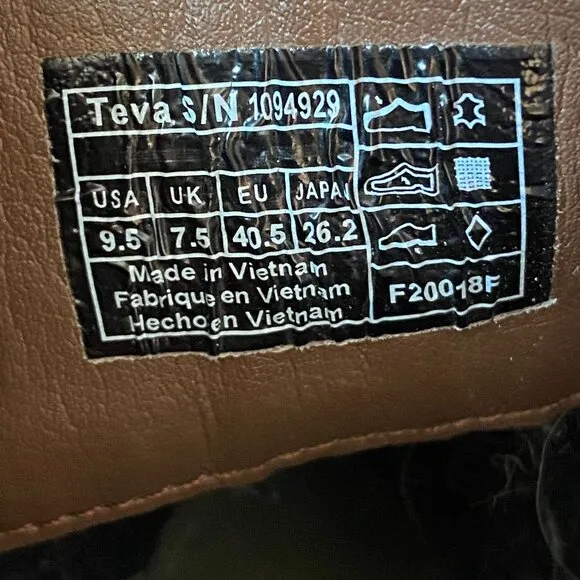 Teva S/N 1094929
USA UK EU JAPAN
9.5 7.5 40.5 26.2
Made in Vietnam
Fabrique en Vietnam
Hecho en Vietnam
F20018F